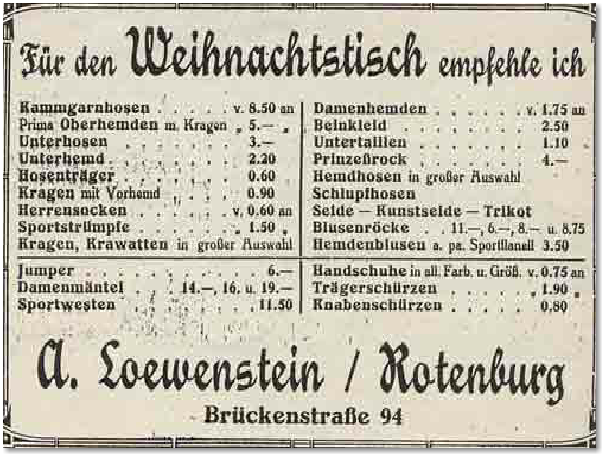 Für den Weihnachtstisch empfehle ich
Kammgarnhosen . . . . . v. 8.50 an
Prima Oberhemden m. Kragen „ 5.— „
Unterhosen . . . . . . . 3.—
Unterhemd . . . . . . . 2.20
Hosenträger . . . . . . 0.60
Kragen mit Vorhemd . . . . 0.90
Herrensocken . . . . . v. 0.60 an
Sportstrümpfe . . . . . „ 1.50 „
Kragen, Krawatten in großer Auswahl
Damenhemden . . . . . v. 1.75 an
Beinkleid . . . . . . . 2.50
Untertaillen . . . . . . 1.10
Prinzeßrock . . . . . . 4.—
Hemdhosen in großer Auswahl
Schlupfhosen
Seide — Kunstseide — Trikot
Blusenröcke . . 11.—, 6.—, 8.— u. 8.75
Hemdenblusen a. pa. Sportflanell 3.50
Jumper . . . . . . . . 6.—
Damenmäntel . . . 14.—, 16. u. 19.—
Sportwesten . . . . . . 11.50
Handschuhe in all. Farb. u. Größ. v. 0.75 an
Trägerschürzen . . . . „ 1.90 „
Knabenschürzen . . . . . 0.80
A. Loewenstein / Rotenburg
Brückenstraße 94